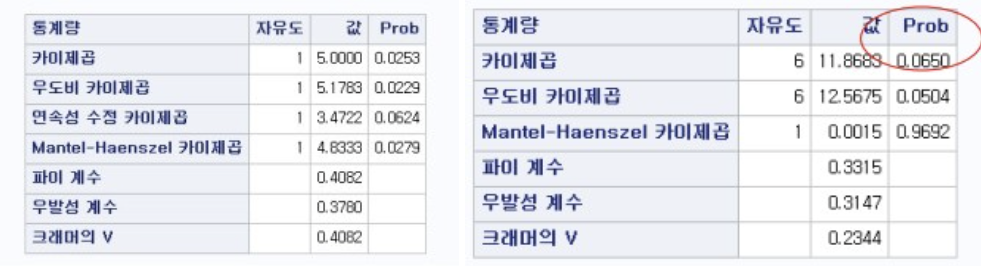 통계량 자유도 값 Prob
카이제곱 1 5.0000 0.0253
우도비 카이제곱 1 5.1783 0.0229
연속성 수정 카이제곱 1 3.4722 0.0624
Mantel-Haenszel 카이제곱 1 4.8333 0.0279
파이 계수 0.4082
우발성 계수 0.3780
크래머의 V 0.4082
통계량 자유도 값 Prob
카이제곱 6 11.8683 0.0650
우도비 카이제곱 6 12.5675 0.0504
Mantel-Haenszel 카이제곱 1 0.0015 0.9692
파이 계수 0.3315
우발성 계수 0.3147
크래머의 V 0.2344